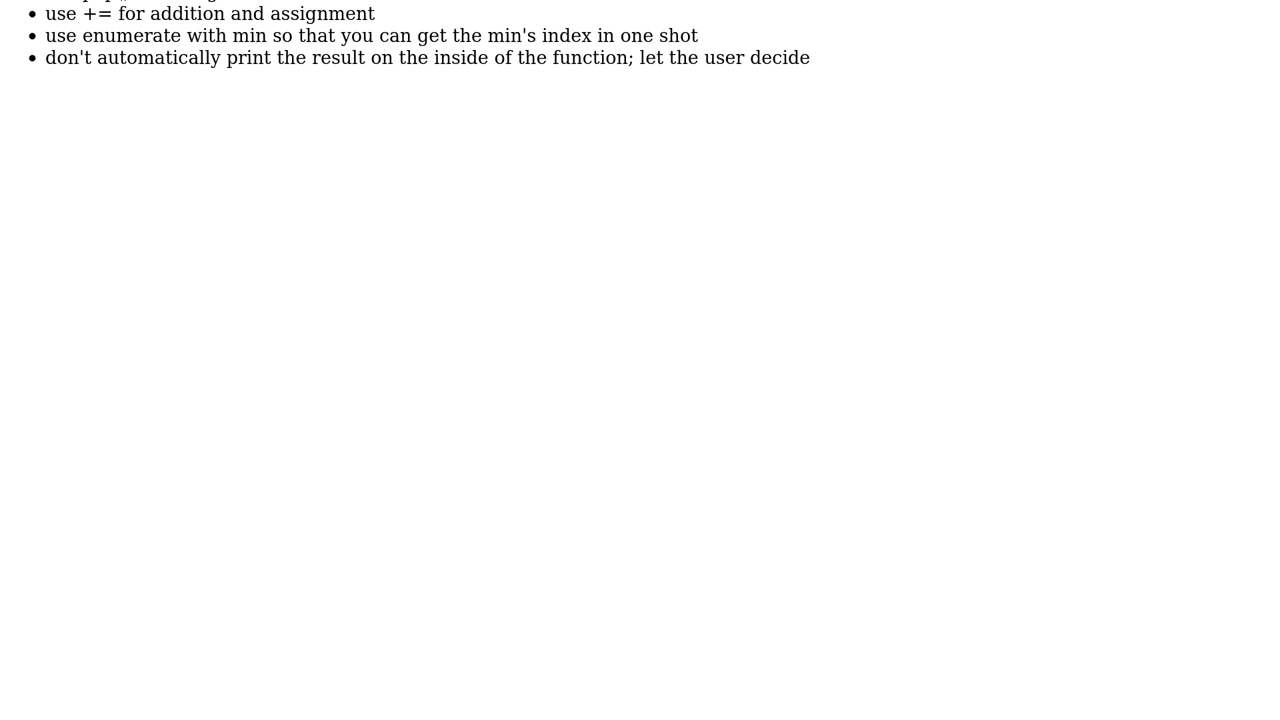 use += for addition and assignment
use enumerate with min so that you can get the min's index in one shot
don't automatically print the result on the inside of the function; let the user decide